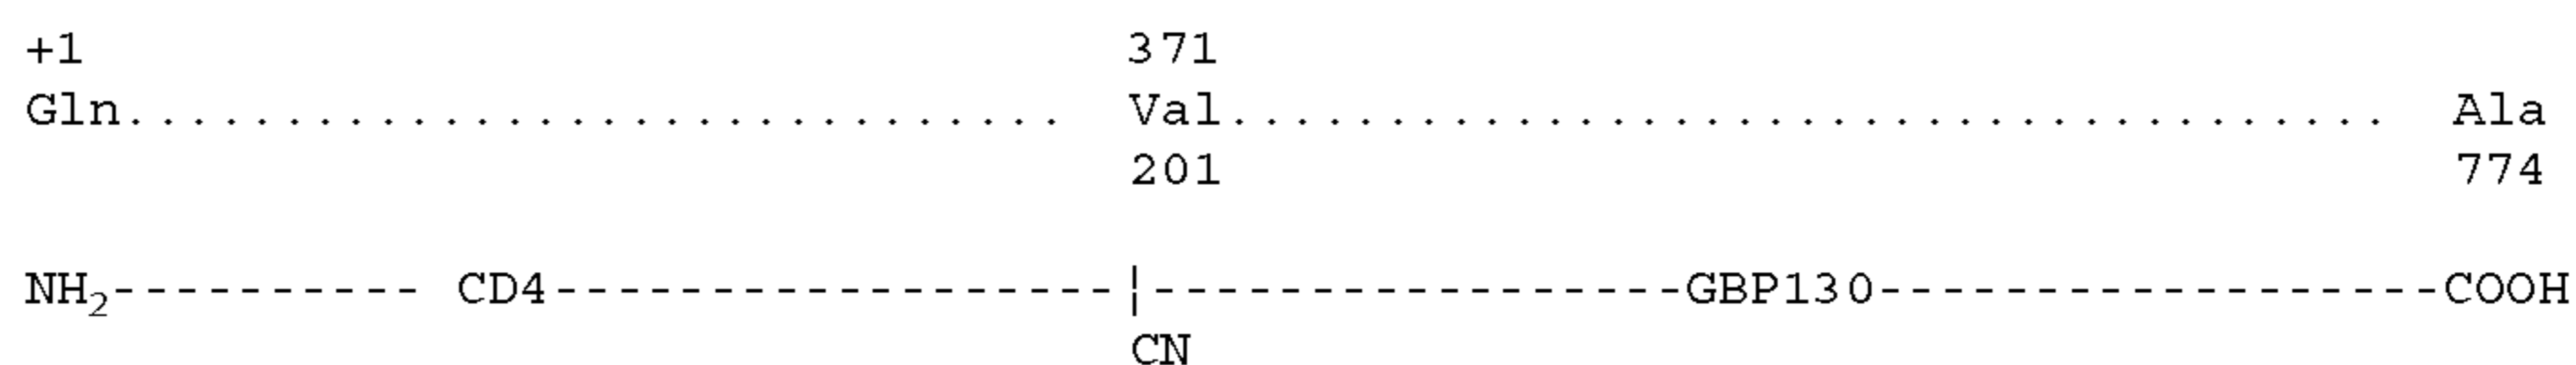 +1 371
Gln.............................. Val..................................... Ala
201 774
NH₂---------- CD4------------------¦-----------------GBP130------------------COOH
CN